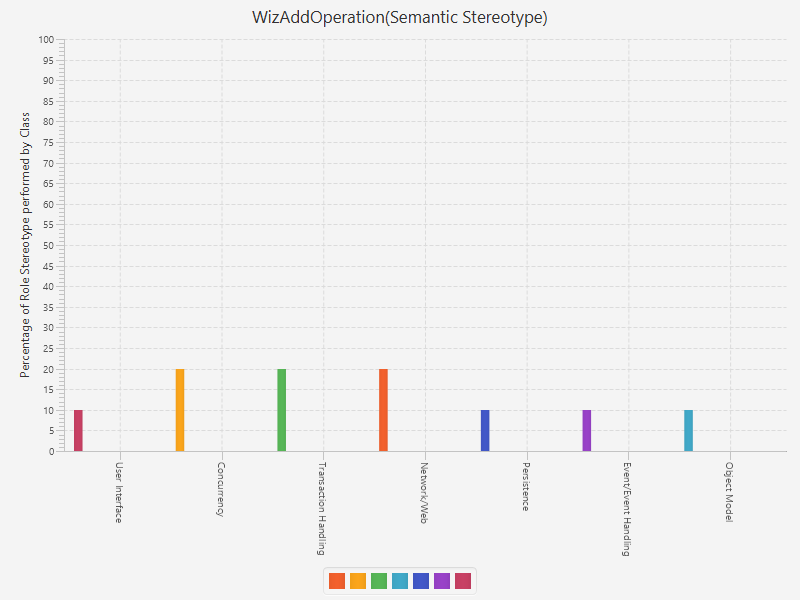 WizAddOperation(Semantic Stereotype)
Percentage of Role Stereotype performed by Class
100
95
90
85
80
75
70
65
60
55
50
45
40
35
30
25
20
15
10
5
0
User Interface
Concurrency
Transaction Handling
Network/Web
Persistence
Event/Event Handling
Object Model